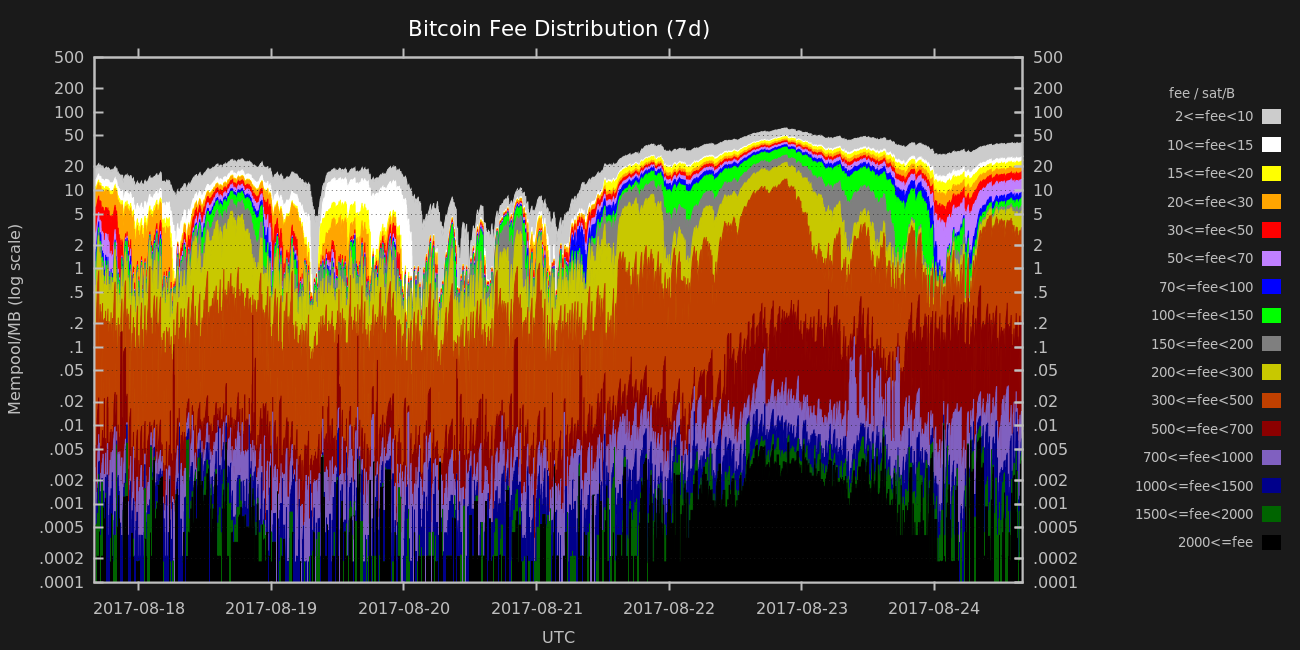 Bitcoin Fee Distribution (7d)
Mempool/MB (log scale)
500
200
100
50
20
10
5
2
1
.5
.2
.1
.05
.02
.01
.005
.002
.001
.0005
.0002
.0001
500
200
100
50
20
10
5
2
1
.5
.2
.1
.05
.02
.01
.005
.002
.001
.0005
.0002
.0001
2017-08-18 2017-08-19 2017-08-20 2017-08-21 2017-08-22 2017-08-23 2017-08-24
UTC
fee / sat/B
2<=fee<10
10<=fee<15
15<=fee<20
20<=fee<30
30<=fee<50
50<=fee<70
70<=fee<100
100<=fee<150
150<=fee<200
200<=fee<300
300<=fee<500
500<=fee<700
700<=fee<1000
1000<=fee<1500
1500<=fee<2000
2000<=fee